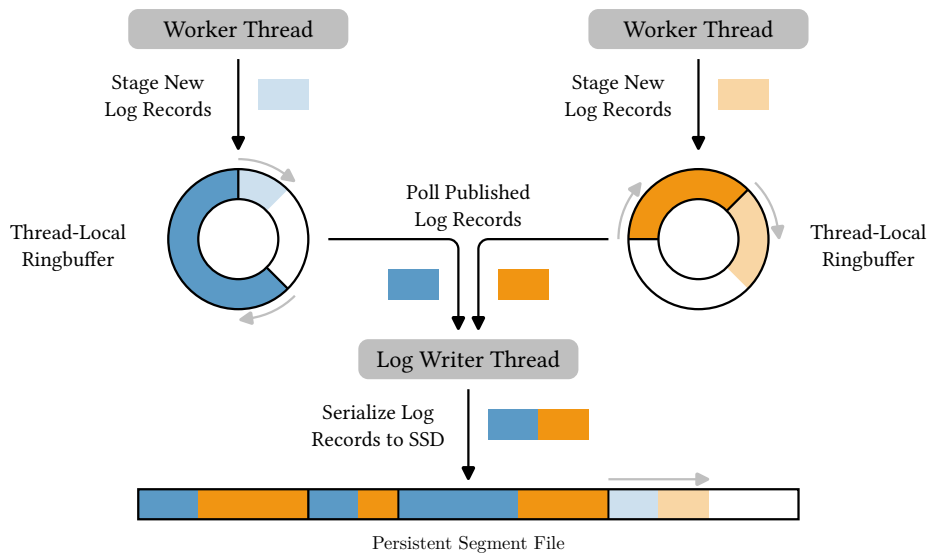 Worker Thread
Worker Thread
Stage New
Log Records
Stage New
Log Records
Poll Published
Log Records
Thread-Local
Ringbuffer
Thread-Local
Ringbuffer
Log Writer Thread
Serialize Log
Records to SSD
Persistent Segment File